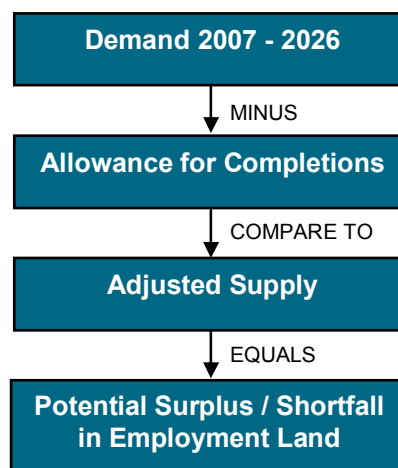 Demand 2007 - 2026
MINUS
Allowance for Completions
COMPARE TO
Adjusted Supply
EQUALS
Potential Surplus / Shortfall
in Employment Land